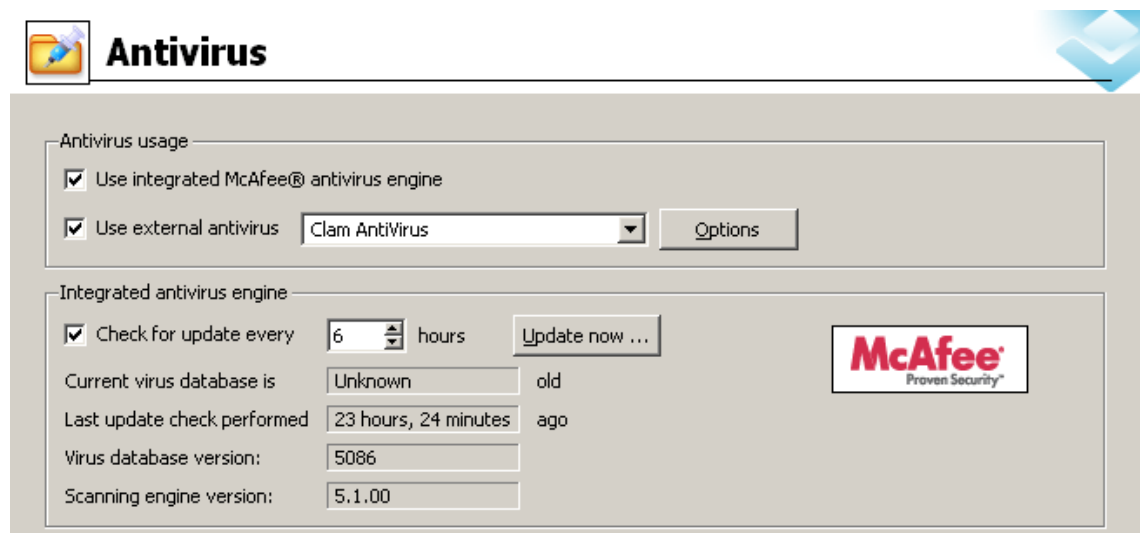 Antivirus
Antivirus usage
Use integrated McAfee® antivirus engine
Use external antivirus Clam AntiVirus Options
Integrated antivirus engine
Check for update every 6 hours Update now ...
McAfee®
Proven Security™
Current virus database is Unknown old
Last update check performed 23 hours, 24 minutes ago
Virus database version: 5086
Scanning engine version: 5.1.00